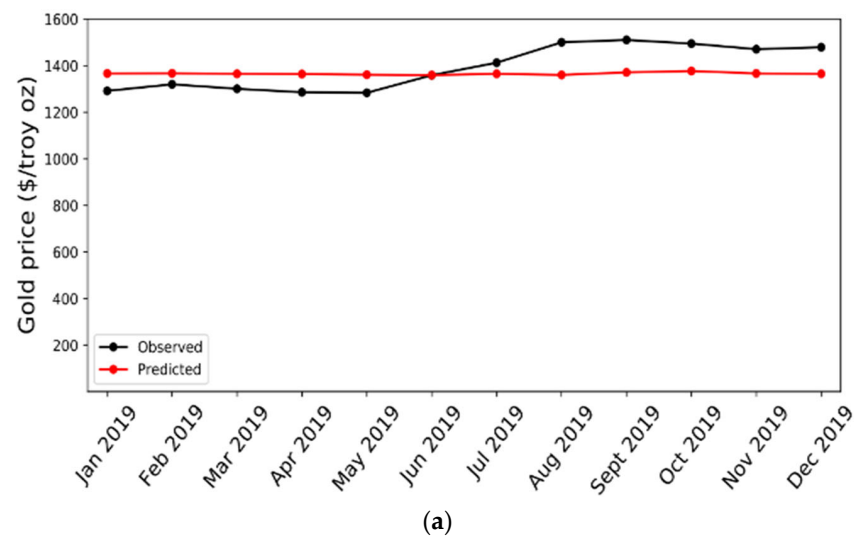 Gold price ($/troy oz)
1600
1400
1200
1000
800
600
400
200
Observed
Predicted
Jan 2019
Feb 2019
Mar 2019
Apr 2019
May 2019
Jun 2019
Jul 2019
Aug 2019
Sept 2019
Oct 2019
Nov 2019
Dec 2019
(a)